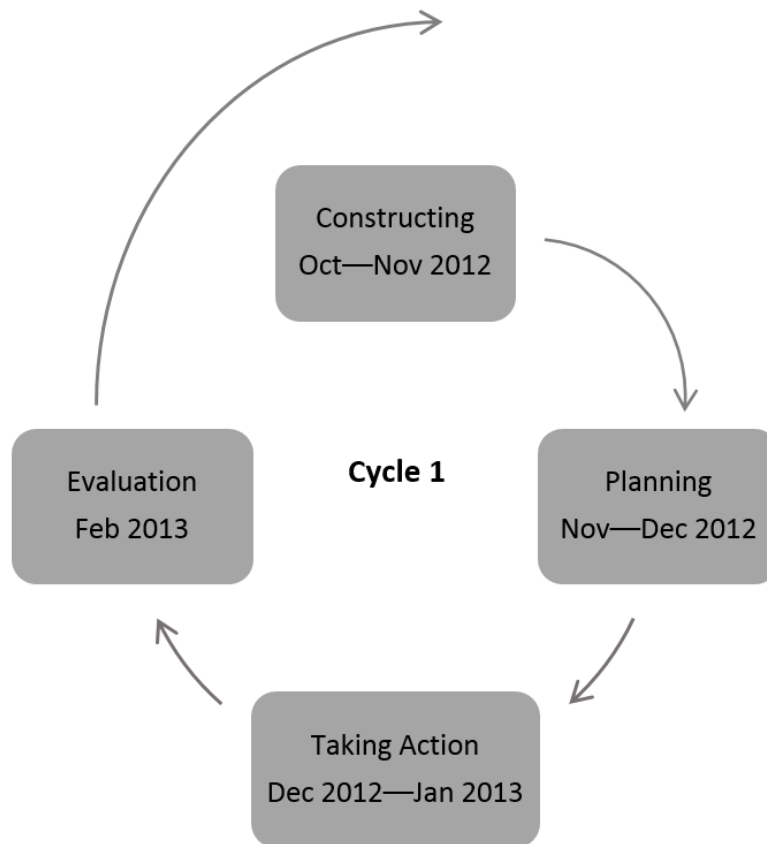 Constructing
Oct—Nov 2012
Cycle 1
Planning
Nov—Dec 2012
Taking Action
Dec 2012—Jan 2013
Evaluation
Feb 2013